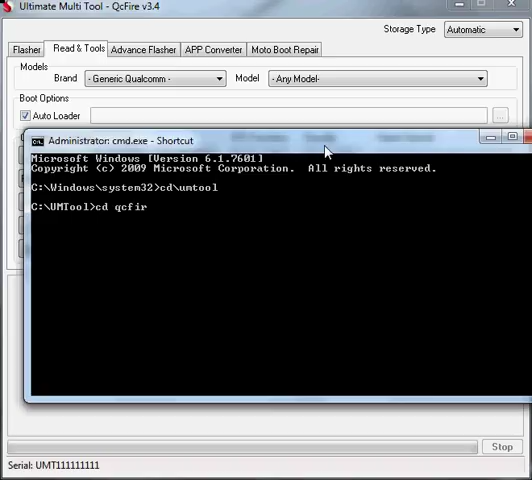 Ultimate Multi Tool - QcFire v3.4
Storage Type Automatic
Flasher Read & Tools Advance Flasher APP Converter Moto Boot Repair
Models
Brand - Generic Qualcomm - Model - Any Model-
Boot Options
Auto Loader ...
Administrator: cmd.exe - Shortcut
Microsoft Windows [Version 6.1.7601]
Copyright (c) 2009 Microsoft Corporation.  All rights reserved.
C:\Windows\system32>cd\umtool
C:\UMTool>cd qcfir
Stop
Serial: UMT111111111